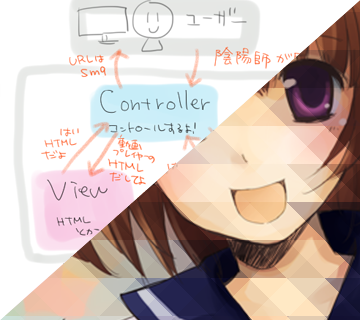 ユーザー
URLは
sm9
陰陽師が
Controller
コントロールするよ!
はい
HTML
だよ
動画
プレイヤーの
HTML
だしてよ
View
HTML
とか